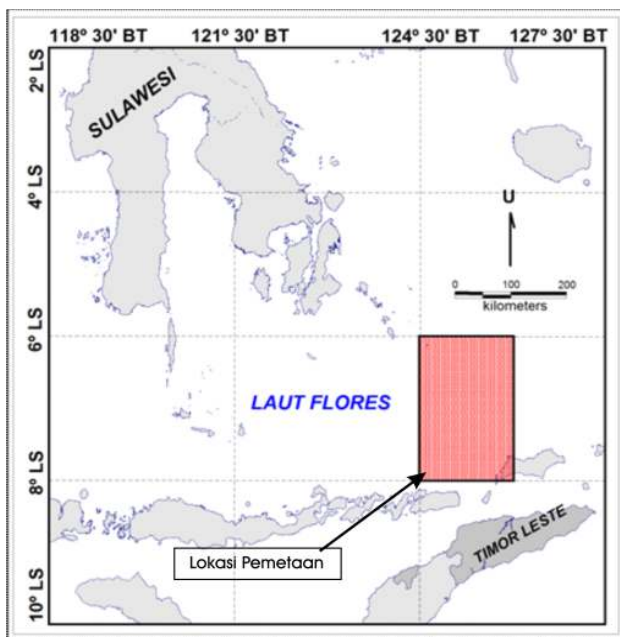 118° 30' BT 121° 30' BT 124° 30' BT 127° 30' BT
2° LS
SULAWESI
4° LS
U
0 100 200
kilometers
6° LS
LAUT FLORES
8° LS
TIMOR LESTE
Lokasi Pemetaan
10° LS